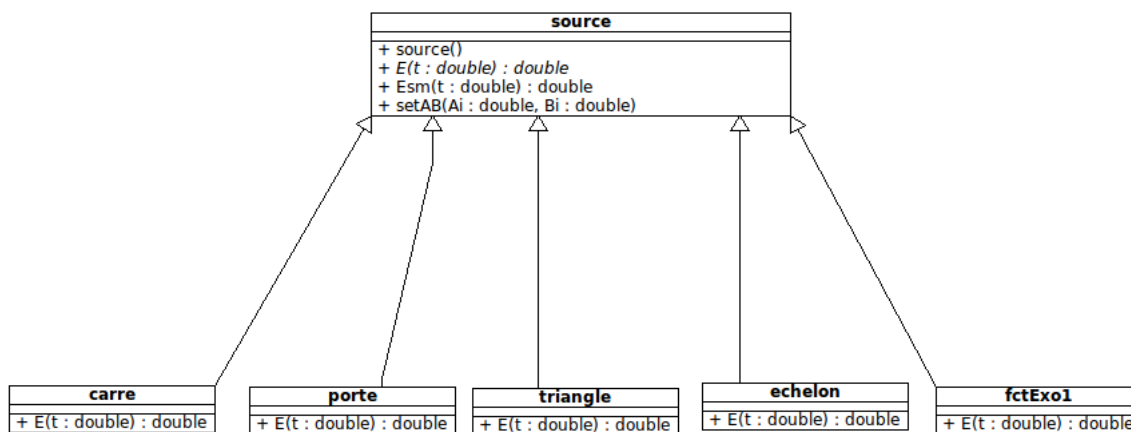 source
+ source()
+ E(t : double) : double
+ Esm(t : double) : double
+ setAB(Ai : double, Bi : double)
carre
+ E(t : double) : double
porte
+ E(t : double) : double
triangle
+ E(t : double) : double
echelon
+ E(t : double) : double
fctExo1
+ E(t : double) : double